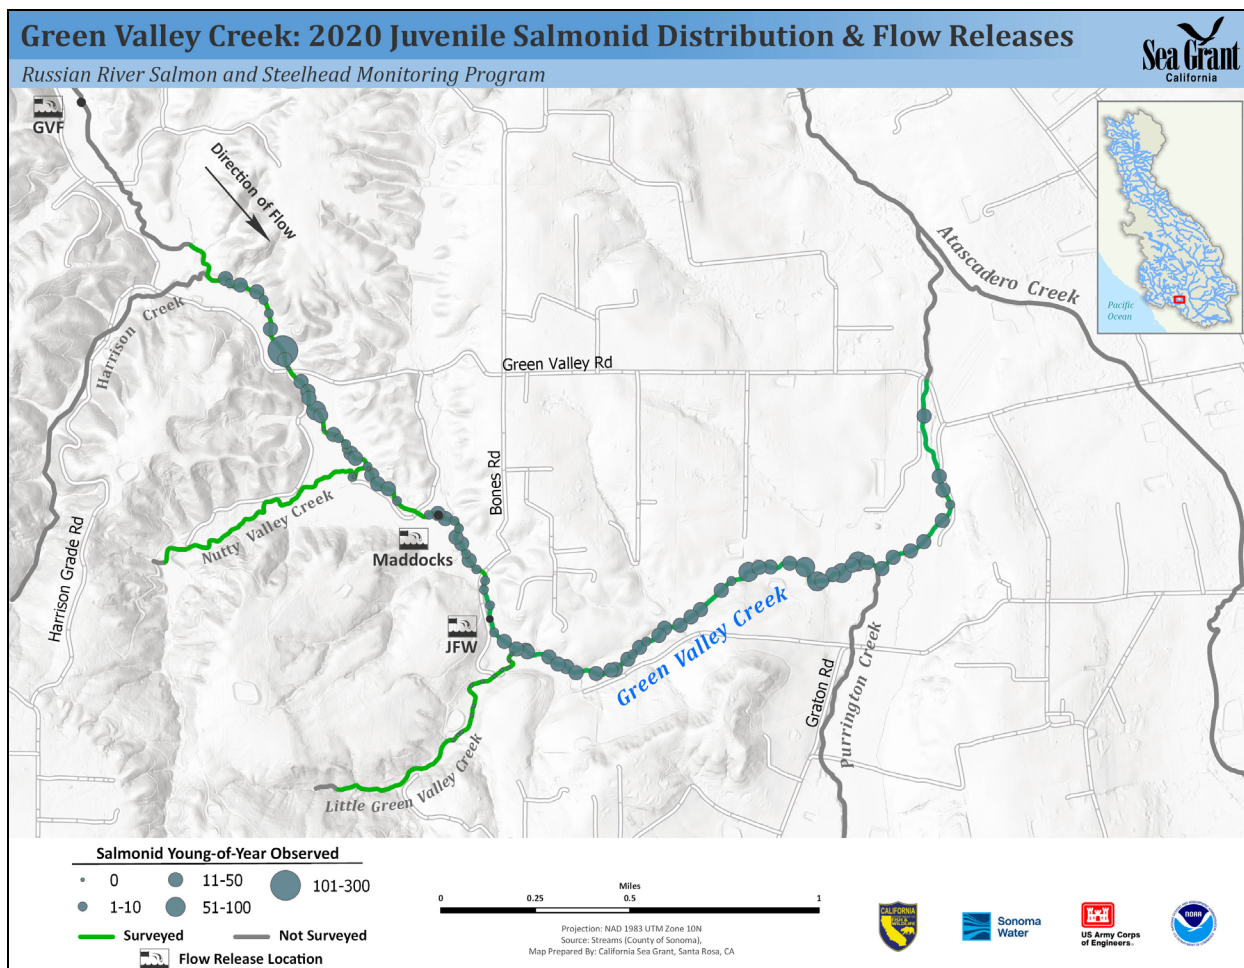 Green Valley Creek: 2020 Juvenile Salmonid Distribution & Flow Releases
Russian River Salmon and Steelhead Monitoring Program
Sea Grant
California
GVF
Direction of Flow
Atascadero Creek
Pacific
Ocean
Harrison Creek
Green Valley Rd
Bones Rd
Nutty Valley Creek
Maddocks
Harrison Grade Rd
JFW
Green Valley Creek
Graton Rd
Purrington Creek
Little Green Valley Creek
Salmonid Young-of-Year Observed
0
11-50
101-300
1-10
51-100
Surveyed
Not Surveyed
Flow Release Location
Miles
0
0.25
0.5
1
Projection: NAD 1983 UTM Zone 10N
Source: Streams (County of Sonoma),
Map Prepared By: California Sea Grant, Santa Rosa, CA
CALIFORNIA
FISH &
WILDLIFE
Sonoma
Water
US Army Corps
of Engineers®
NOAA